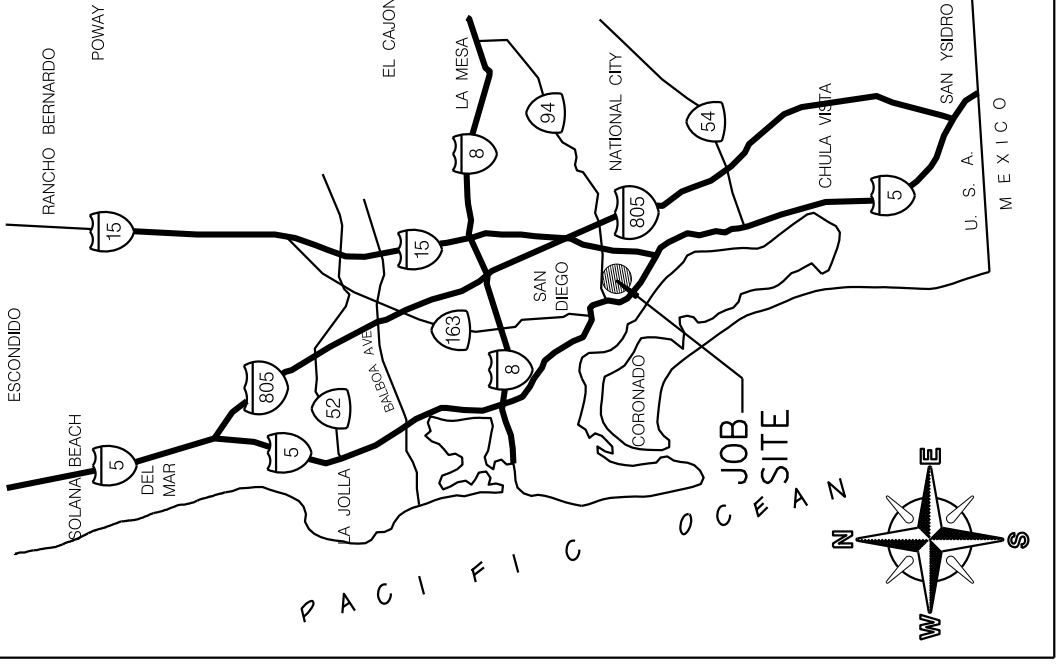 ESCONDIDO
RANCHO BERNARDO
POWAY
SOLANA BEACH
5
15
DEL
MAR
805
5
52
LA JOLLA
BALBOA AVE
EL CAJON
15
163
LA MESA
8
8
SAN
DIEGO
94
PACIFIC OCEAN
NATIONAL CITY
805
CORONADO
54
JOB
SITE
CHULA VISTA
5
SAN YSIDRO
U. S. A.
MEXICO
N
W
E
S